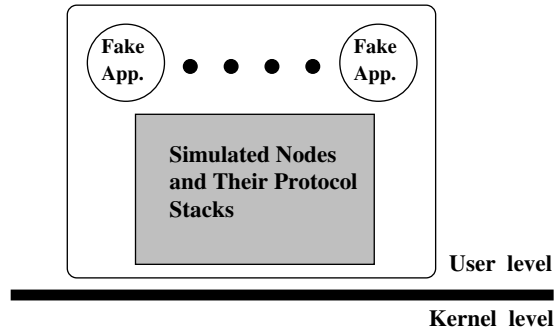 Fake
App.
Fake
App.
Simulated Nodes
and Their Protocol
Stacks
User level
Kernel level